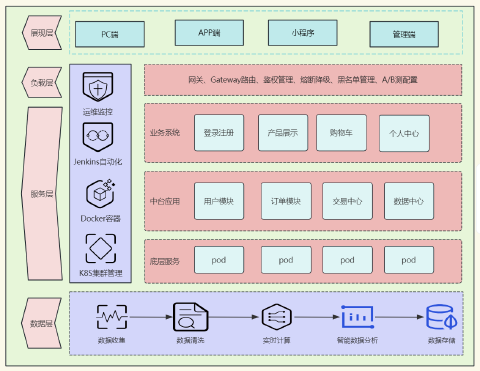 展现层
PC端
APP端
小程序
管理端
负载层
网关、Gateway路由、鉴权管理、熔断降级、黑名单管理、A/B测配置
服务层
运维监控
Jenkins自动化
Docker容器
K8S集群管理
业务系统
登录注册
产品展示
购物车
个人中心
中台应用
用户模块
订单模块
交易中心
数据中心
底层服务
pod
pod
pod
pod
数据层
数据收集
数据清洗
实时计算
智能数据分析
数据存储